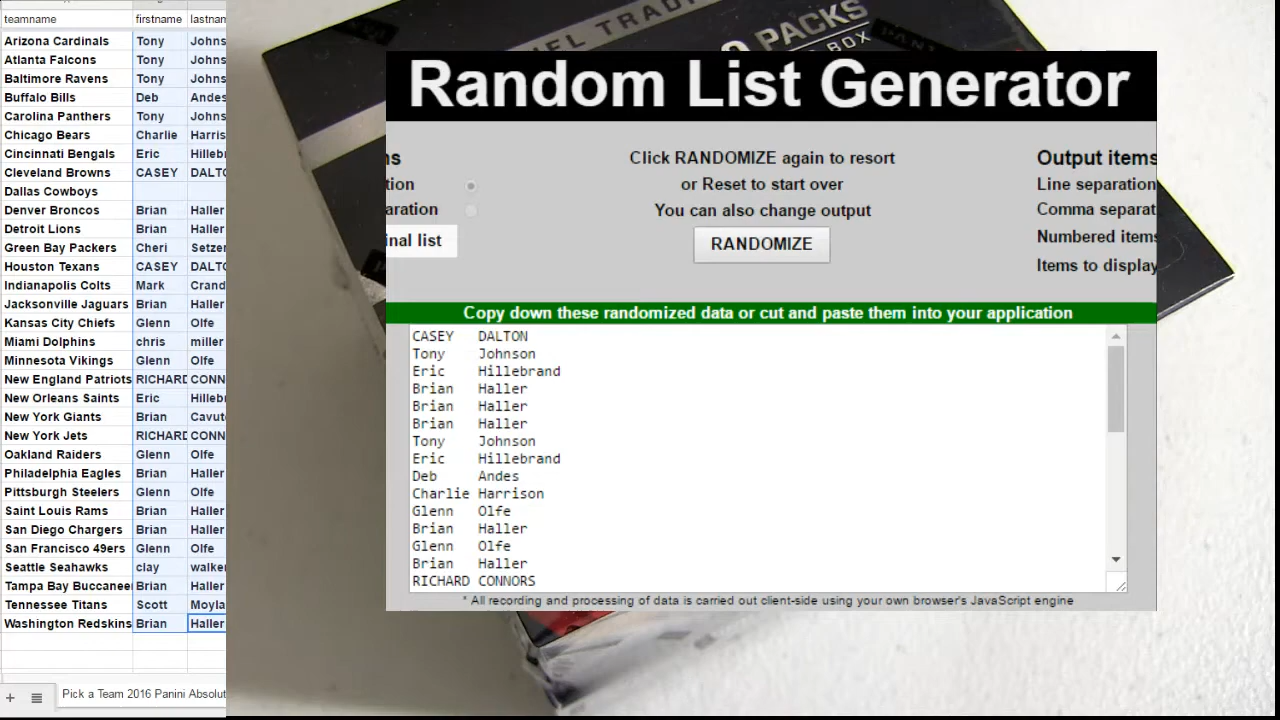 teamname firstname lastnam
Arizona Cardinals Tony Johns
Atlanta Falcons Tony Johns
Baltimore Ravens Tony Johns
Buffalo Bills Deb Andes
Carolina Panthers Tony Johns
Chicago Bears Charlie Harris
Cincinnati Bengals Eric Hillebr
Cleveland Browns CASEY DALTO
Dallas Cowboys
Denver Broncos Brian Haller
Detroit Lions Brian Haller
Green Bay Packers Cheri Setzer
Houston Texans CASEY DALTO
Indianapolis Colts Mark Crand
Jacksonville Jaguars Brian Haller
Kansas City Chiefs Glenn Olfe
Miami Dolphins chris miller
Minnesota Vikings Glenn Olfe
New England Patriots RICHARD CONN
New Orleans Saints Eric Hillebr
New York Giants Brian Cavut
New York Jets RICHARD CONN
Oakland Raiders Glenn Olfe
Philadelphia Eagles Brian Haller
Pittsburgh Steelers Glenn Olfe
Saint Louis Rams Brian Haller
San Diego Chargers Brian Haller
San Francisco 49ers Glenn Olfe
Seattle Seahawks clay walker
Tampa Bay Buccaneer Brian Haller
Tennessee Titans Scott Moyla
Washington Redskins Brian Haller
Pick a Team 2016 Panini Absolut
PACKS
BOX
Random List Generator
ms
tion
aration
inal list
Click RANDOMIZE again to resort
or Reset to start over
You can also change output
RANDOMIZE
Output items
Line separation
Comma separat
Numbered items
Items to display
Copy down these randomized data or cut and paste them into your application
CASEY DALTON
Tony Johnson
Eric Hillebrand
Brian Haller
Brian Haller
Brian Haller
Tony Johnson
Eric Hillebrand
Deb Andes
Charlie Harrison
Glenn Olfe
Brian Haller
Glenn Olfe
Brian Haller
RICHARD CONNORS
* All recording and processing of data is carried out client-side using your own browser's JavaScript engine